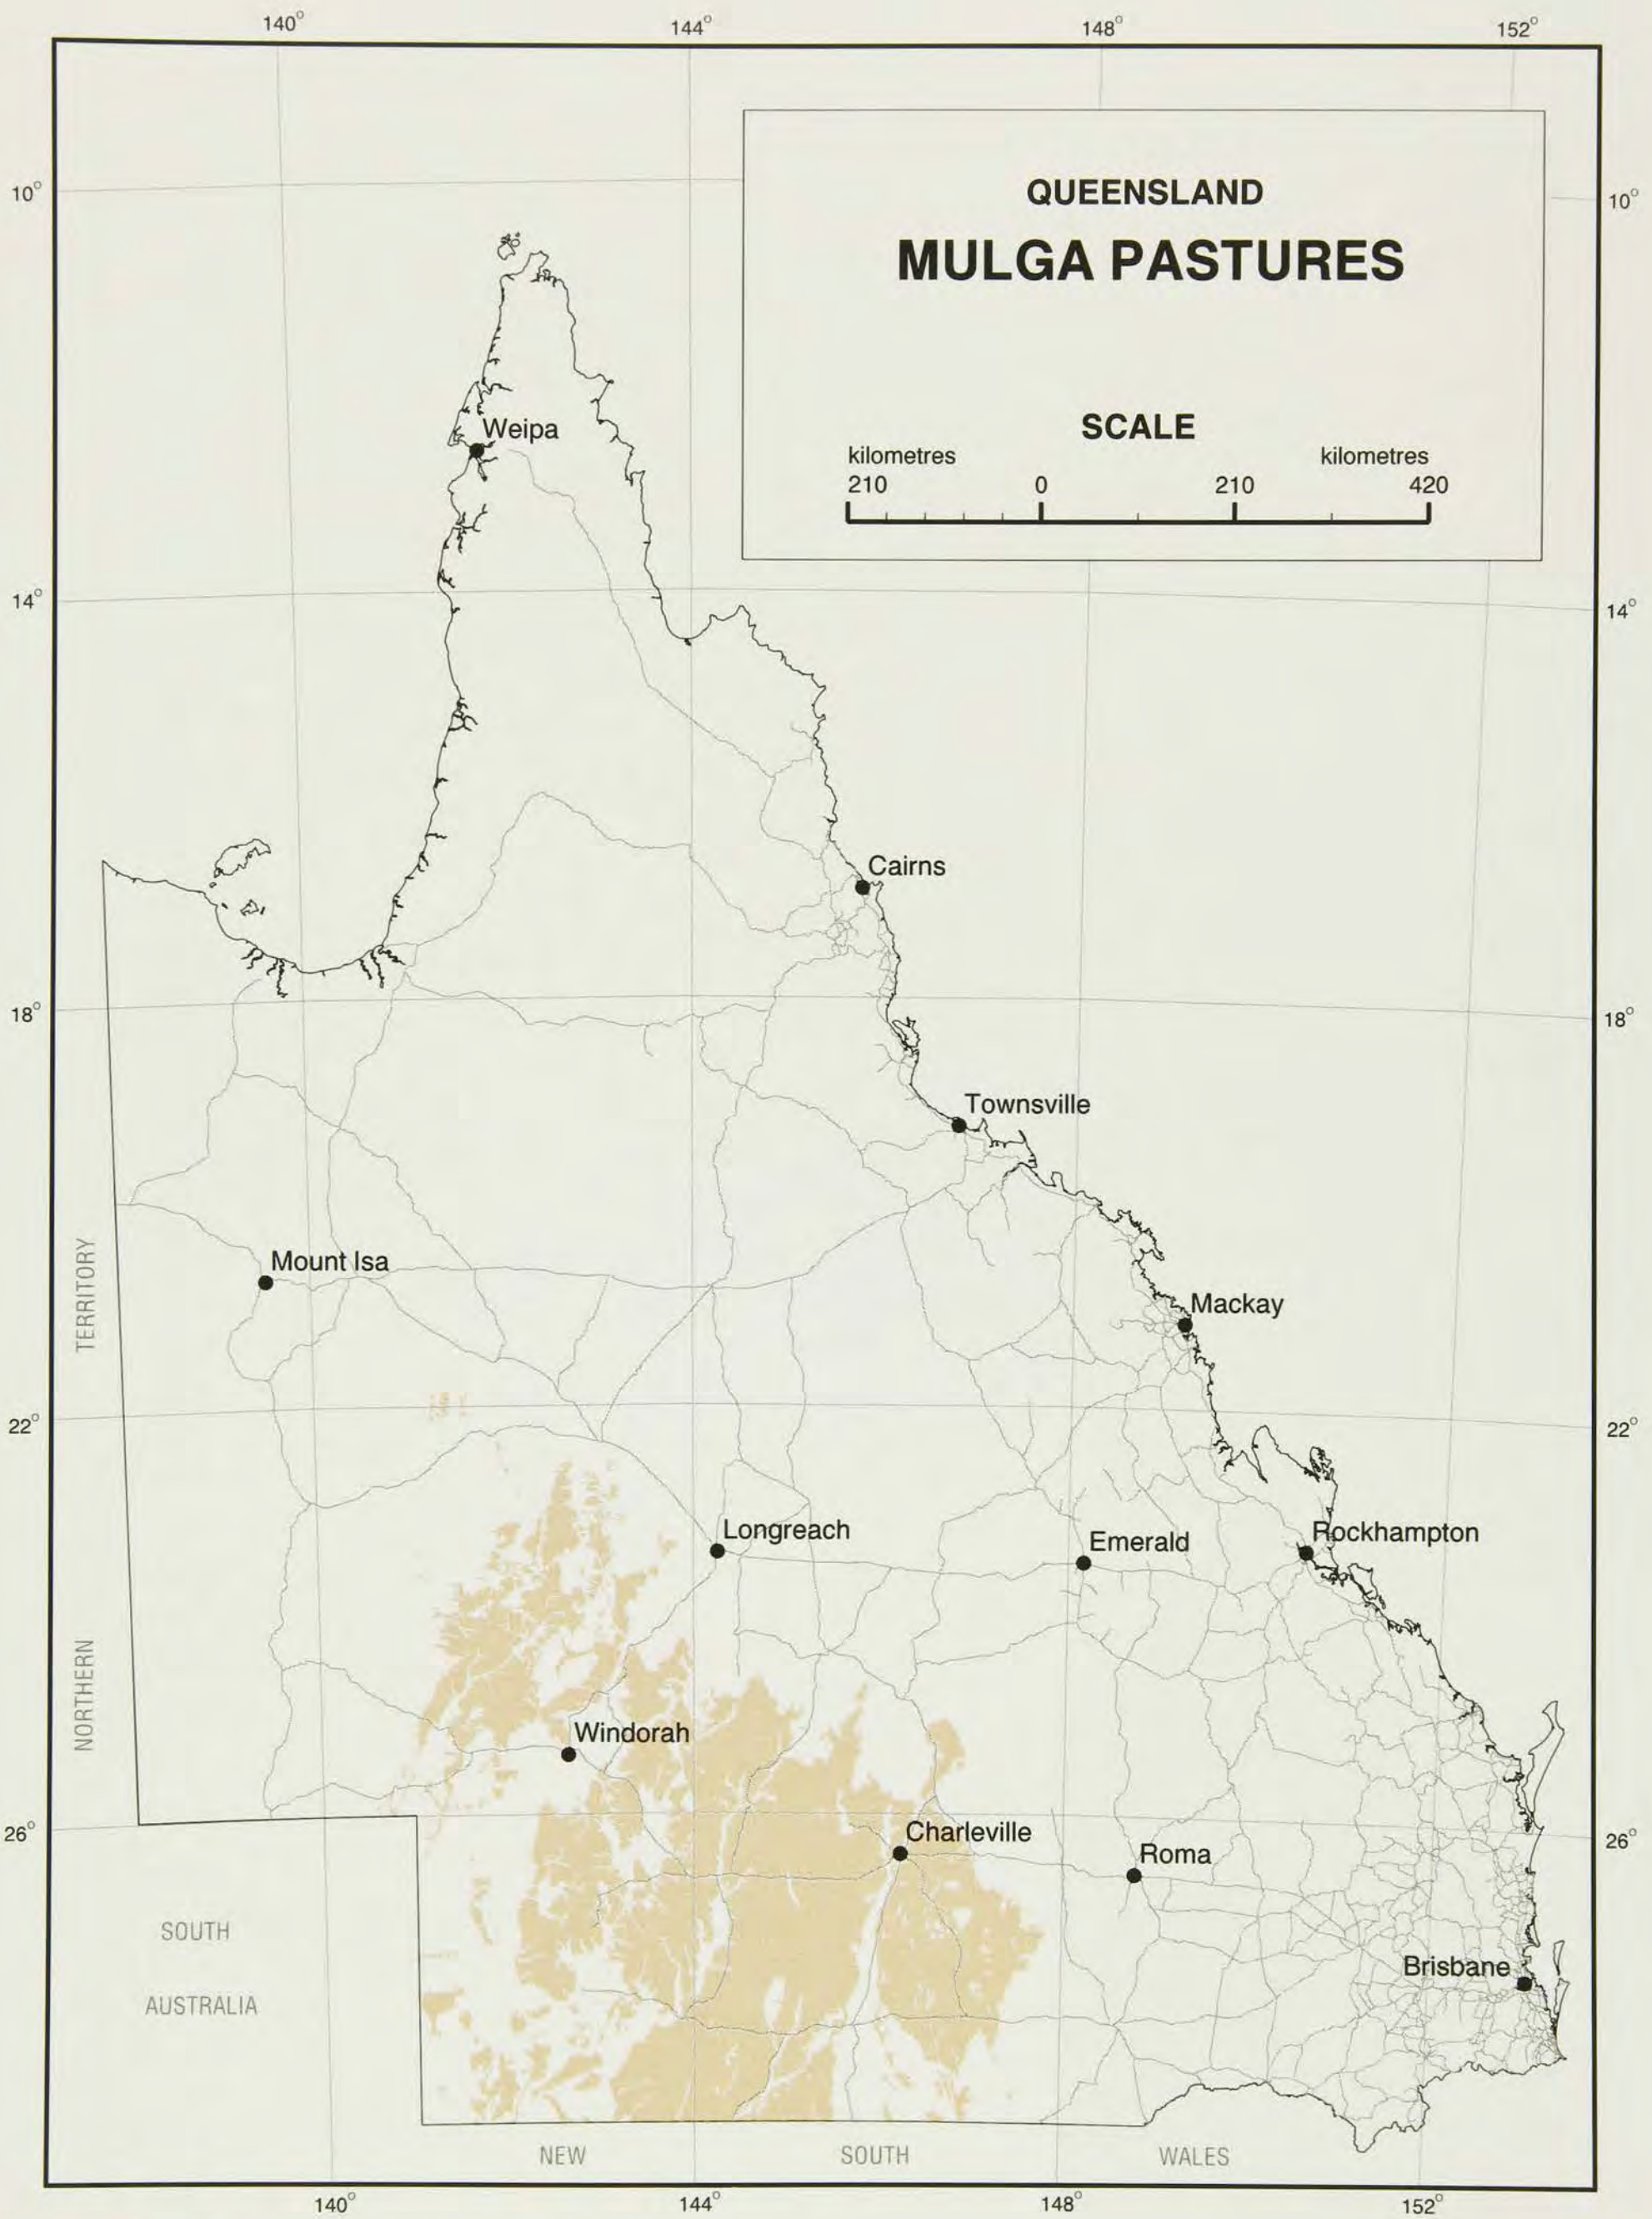 140° 144° 148° 152°
10° 10°
QUEENSLAND
MULGA PASTURES
SCALE
kilometres kilometres
210 0 210 420
Weipa
14° 14°
Cairns
18° 18°
Townsville
Mount Isa
Mackay
22° 22°
Longreach
Emerald
Rockhampton
Windorah
26° 26°
Charleville
Roma
Brisbane
NORTHERN TERRITORY
SOUTH
AUSTRALIA
NEW SOUTH WALES
140° 144° 148° 152°